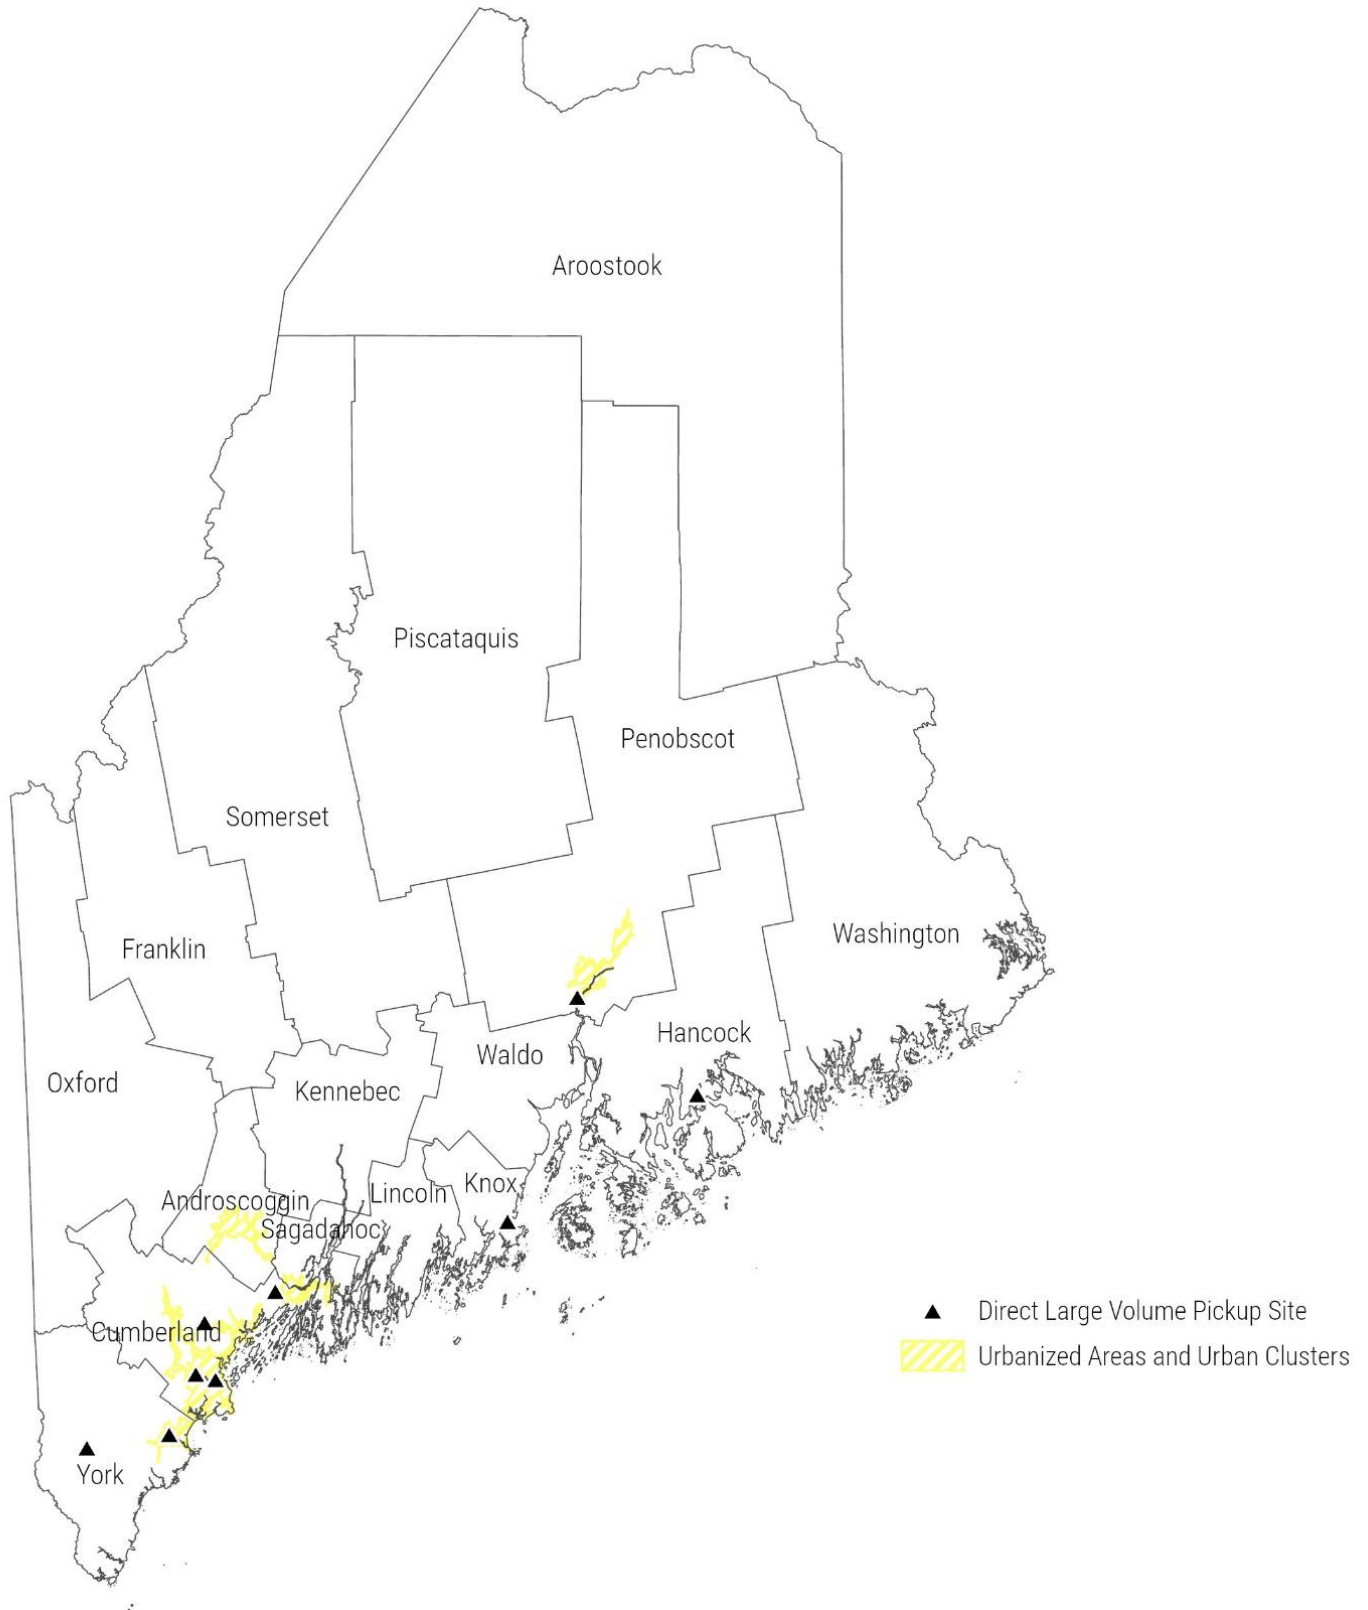 Aroostook
Piscataquis
Penobscot
Somerset
Washington
Franklin
Hancock
Waldo
Oxford
Kennebec
Knox
Lincoln
Androscoggin
Sagadahoc
Direct Large Volume Pickup Site
Cumberland
Urbanized Areas and Urban Clusters
York